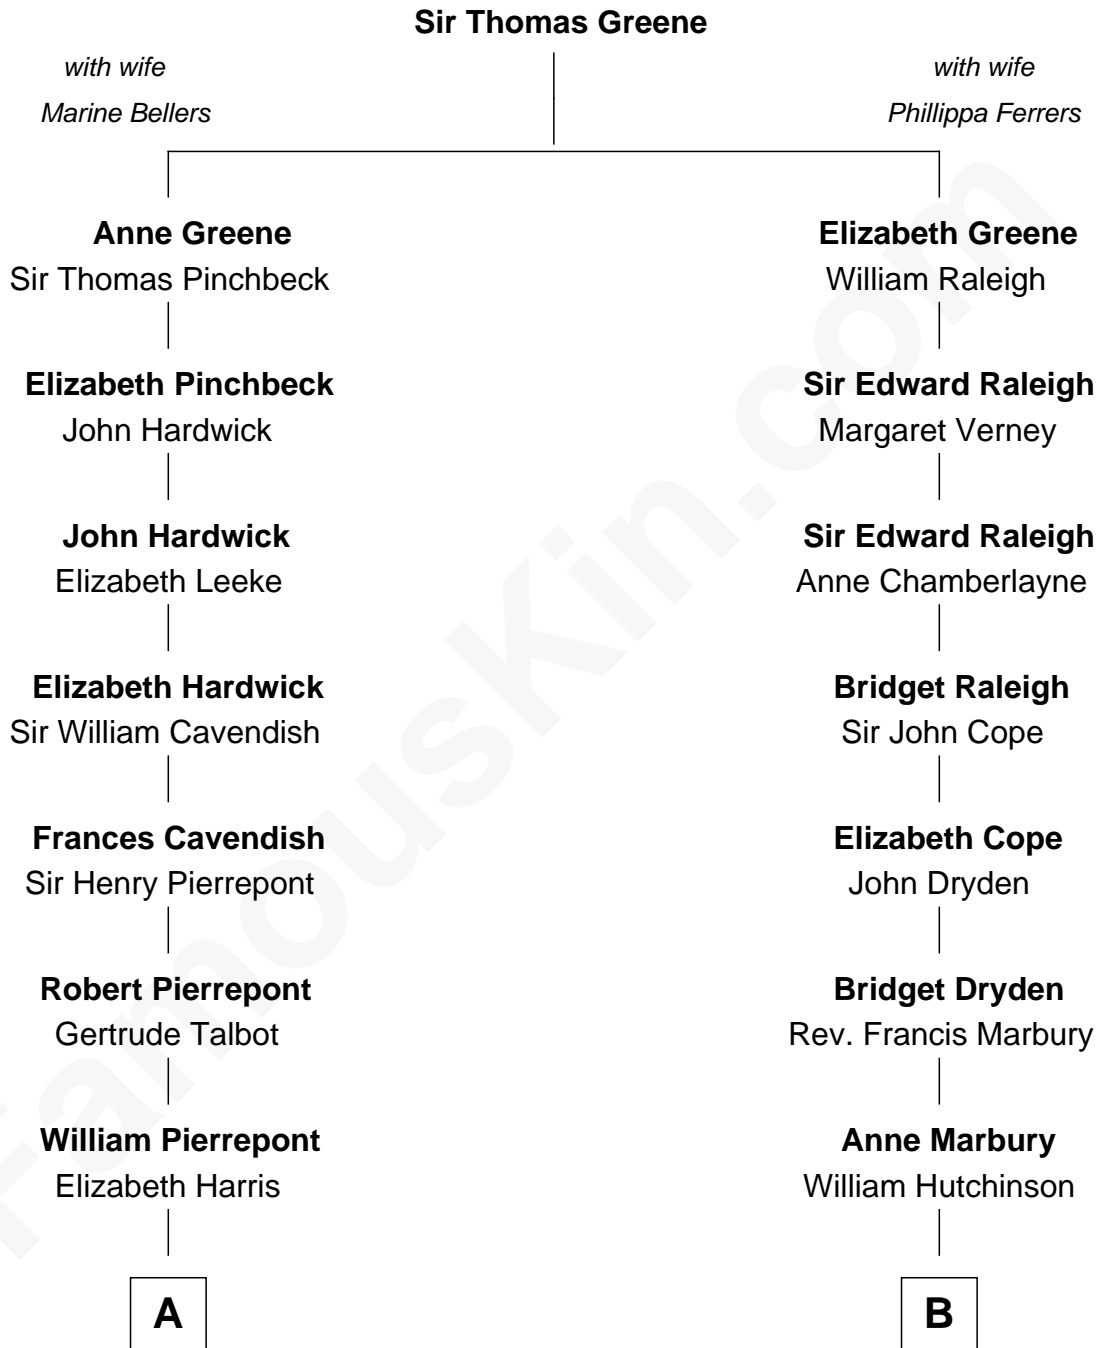 Sir Thomas Greene
with wife
Marine Bellers
with wife
Phillippa Ferrers
Anne Greene
Sir Thomas Pinchbeck
Elizabeth Pinchbeck
John Hardwick
John Hardwick
Elizabeth Leeke
Elizabeth Hardwick
Sir William Cavendish
Frances Cavendish
Sir Henry Pierrepont
Robert Pierrepont
Gertrude Talbot
William Pierrepont
Elizabeth Harris
A
Elizabeth Greene
William Raleigh
Sir Edward Raleigh
Margaret Verney
Sir Edward Raleigh
Anne Chamberlayne
Bridget Raleigh
Sir John Cope
Elizabeth Cope
John Dryden
Bridget Dryden
Rev. Francis Marbury
Anne Marbury
William Hutchinson
B
FamousKin.com